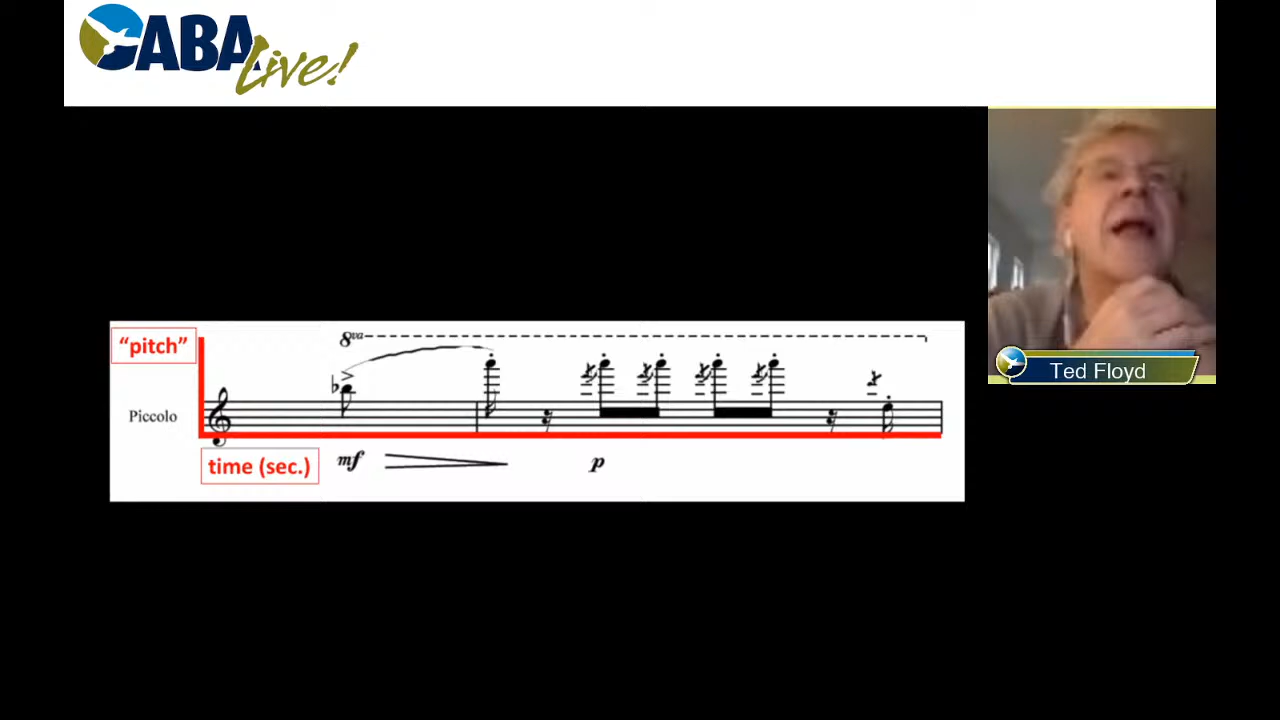 ABA
Live!
"pitch"
8va
Piccolo
time (sec.)
mf
p
Ted Floyd